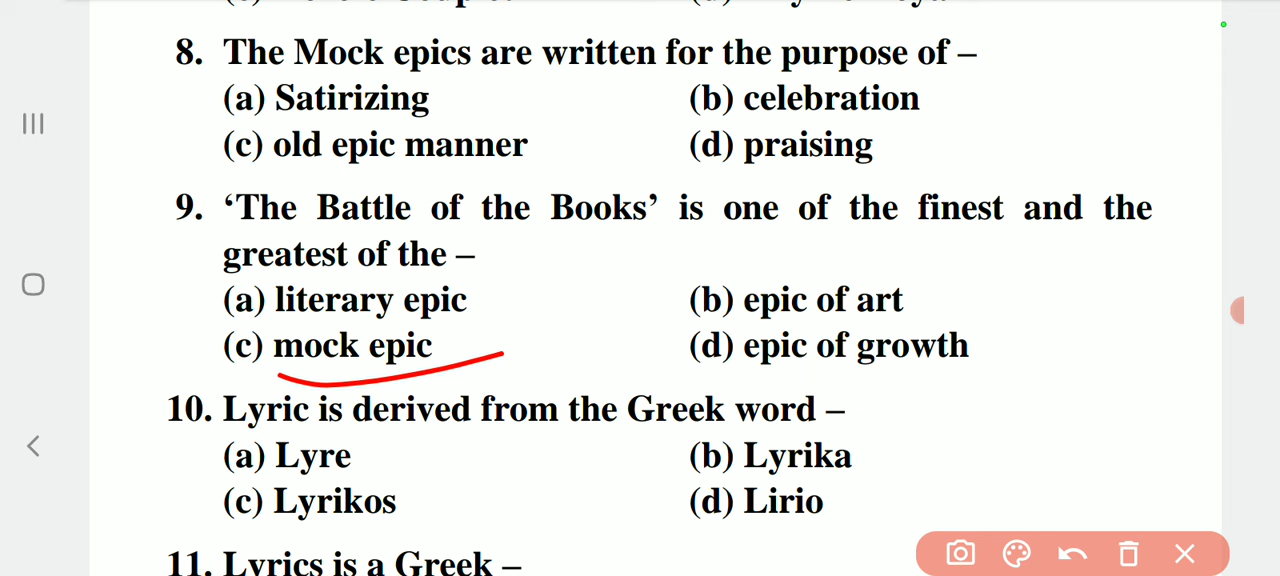 8. The Mock epics are written for the purpose of –
(a) Satirizing (b) celebration
(c) old epic manner (d) praising
9. ‘The Battle of the Books’ is one of the finest and the
greatest of the –
(a) literary epic (b) epic of art
(c) mock epic (d) epic of growth
10. Lyric is derived from the Greek word –
(a) Lyre (b) Lyrika
(c) Lyrikos (d) Lirio
11. Lyrics is a Greek –